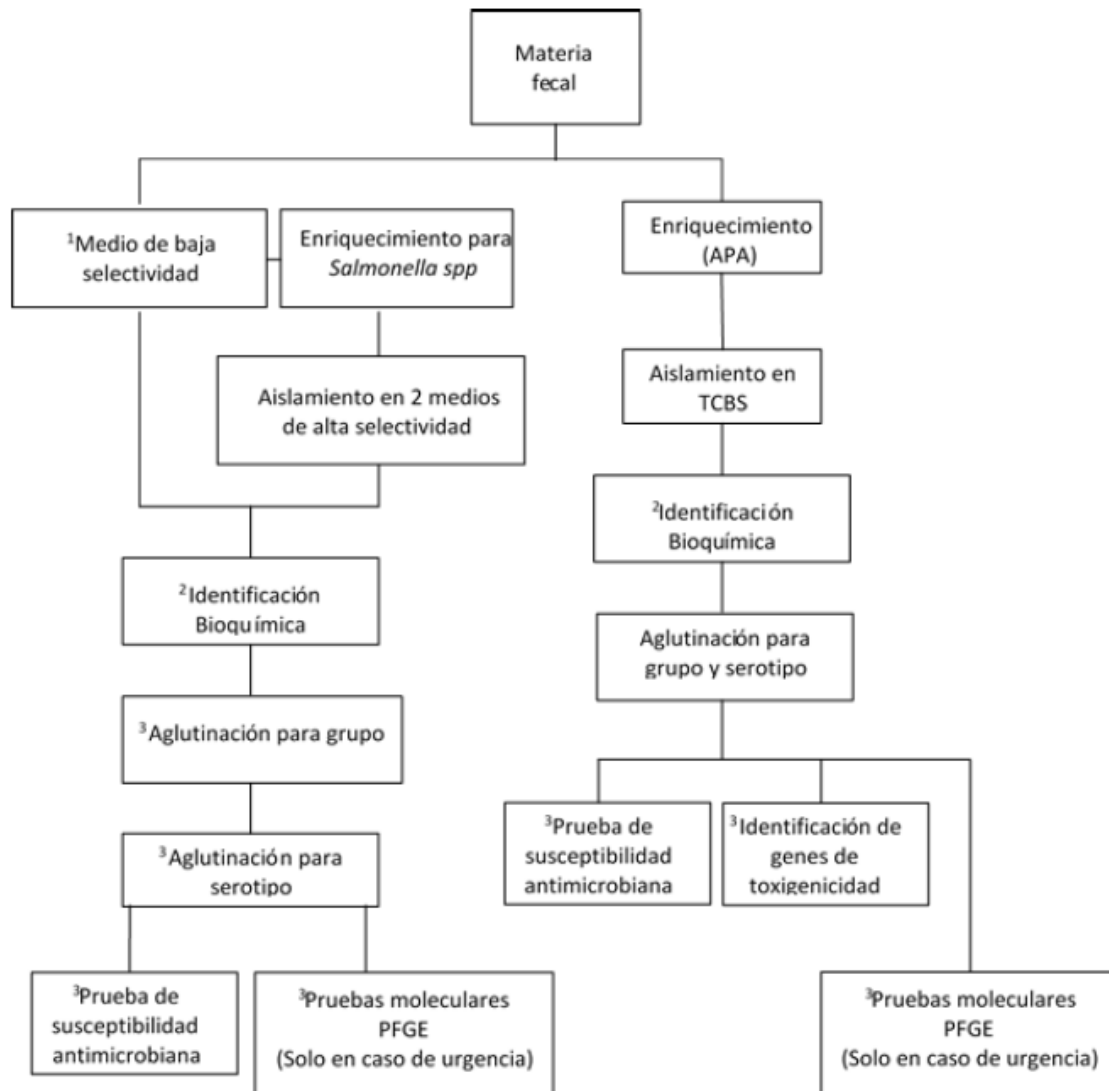 Materia
fecal
¹Medio de baja
selectividad
Enriquecimiento para
Salmonella spp
Aislamiento en 2 medios
de alta selectividad
²Identificación
Bioquímica
³Aglutinación para grupo
³Aglutinación para
serotipo
³Prueba de
susceptibilidad
antimicrobiana
³Pruebas moleculares
PFGE
(Solo en caso de urgencia)
Enriquecimiento
(APA)
Aislamiento en
TCBS
²Identificación
Bioquímica
Aglutinación para
grupo y serotipo
³Prueba de
susceptibilidad
antimicrobiana
³Identificación de
genes de
toxigenicidad
³Pruebas moleculares
PFGE
(Solo en caso de urgencia)